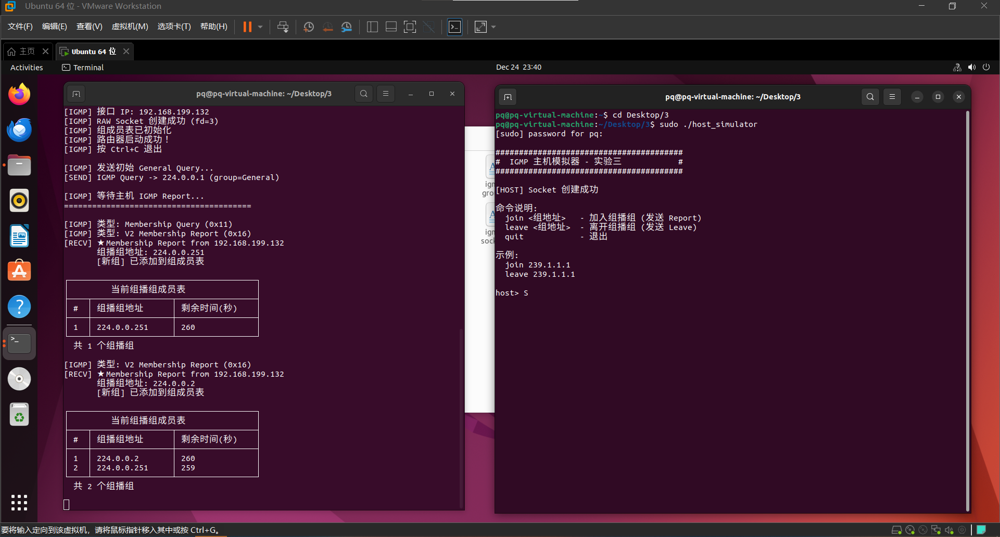 Ubuntu 64 位 - VMware Workstation
文件(F) 编辑(E) 查看(V) 虚拟机(M) 选项卡(T) 帮助(H)
主页 Ubuntu 64 位
Activities Terminal Dec 24 23:40
pq@pq-virtual-machine: ~/Desktop/3
[IGMP] 接口 IP: 192.168.199.132
[IGMP] RAW Socket 创建成功 (fd=3)
[IGMP] 组成员表已初始化
[IGMP] 路由器启动成功！
[IGMP] 按 Ctrl+C 退出
[IGMP] 发送初始 General Query...
[SEND] IGMP Query -> 224.0.0.1 (group=General)
[IGMP] 等待主机 IGMP Report...
========================================
[IGMP] 类型: Membership Query (0x11)
[IGMP] 类型: V2 Membership Report (0x16)
[RECV] ★Membership Report from 192.168.199.132
组播组地址: 224.0.0.251
[新组] 已添加到组成员表
当前组播组成员表
# 组播组地址 剩余时间(秒)
1 224.0.0.251 260
共 1 个组播组
[IGMP] 类型: V2 Membership Report (0x16)
[RECV] ★Membership Report from 192.168.199.132
组播组地址: 224.0.0.2
[新组] 已添加到组成员表
当前组播组成员表
# 组播组地址 剩余时间(秒)
1 224.0.0.2 260
2 224.0.0.251 259
共 2 个组播组
igm
gro
igm
sock
pq@pq-virtual-machine: ~/Desktop/3
pq@pq-virtual-machine:~$ cd Desktop/3
pq@pq-virtual-machine:~/Desktop/3$ sudo ./host_simulator
[sudo] password for pq:
########################################
# IGMP 主机模拟器 - 实验三 #
########################################
[HOST] Socket 创建成功
命令说明:
join <组地址> - 加入组播组 (发送 Report)
leave <组地址> - 离开组播组 (发送 Leave)
quit - 退出
示例:
join 239.1.1.1
leave 239.1.1.1
host> S
要将输入定向到该虚拟机，请将鼠标指针移入其中或按 Ctrl+G。